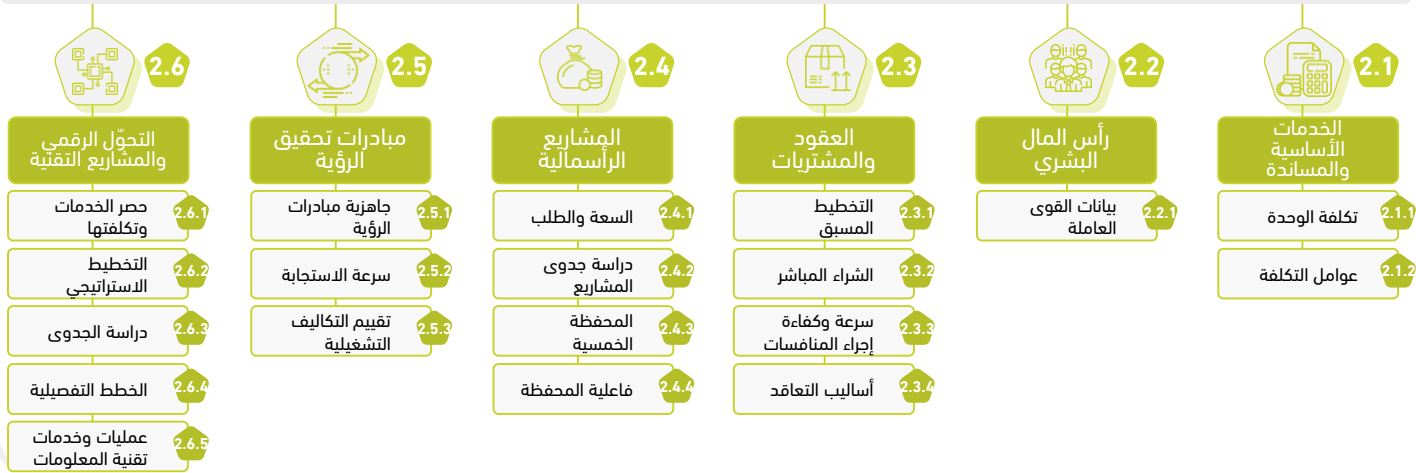 2.1
الخدمات
الأساسية
والمساندة
2.1.1
تكلفة الوحدة
2.1.2
عوامل التكلفة
2.2
رأس المال
البشري
2.2.1
بيانات القوى
العاملة
2.3
العقود
والمشتريات
2.3.1
التخطيط
المسبق
2.3.2
الشراء المباشر
2.3.3
سرعة وكفاءة
إجراء المنافسات
2.3.4
أساليب التعاقد
2.4
المشاريع
الرأسمالية
2.4.1
السعة والطلب
2.4.2
دراسة جدوى
المشاريع
2.4.3
المحفظة
الخمسية
2.4.4
فاعلية المحفظة
2.5
مبادرات تحقيق
الرؤية
2.5.1
جاهزية مبادرات
الرؤية
2.5.2
سرعة الاستجابة
2.5.3
تقييم التكاليف
التشغيلية
2.6
التحوّل الرقمي
والمشاريع التقنية
2.6.1
حصر الخدمات
وتكلفتها
2.6.2
التخطيط
الاستراتيجي
2.6.3
دراسة الجدوى
2.6.4
الخطط التفصيلية
2.6.5
عمليات وخدمات
تقنية المعلومات